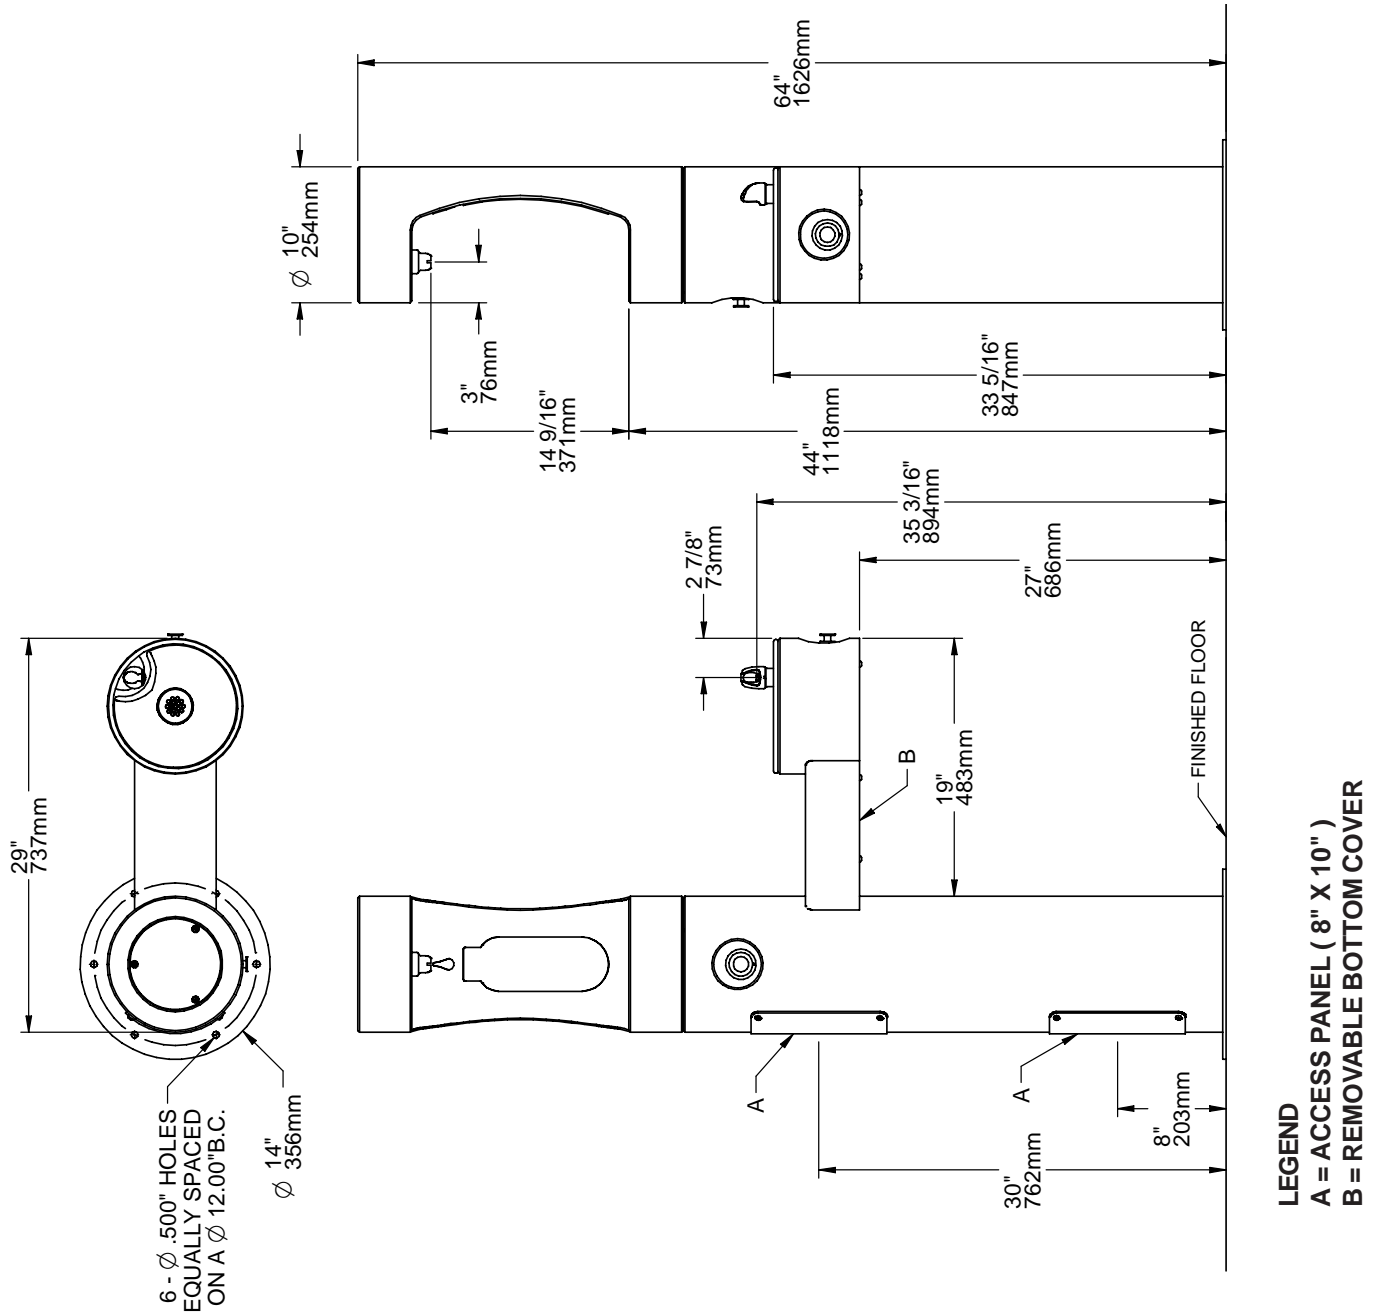 29"
737mm
6 - Ø .500" HOLES
EQUALLY SPACED
ON A Ø 12.00"B.C.
Ø 14"
356mm
Ø 10"
254mm
64"
1626mm
3"
76mm
14 9/16"
371mm
44"
1118mm
33 5/16"
847mm
35 3/16"
894mm
2 7/8"
73mm
27"
686mm
19"
483mm
B
FINISHED FLOOR
A
A
30"
762mm
8"
203mm
LEGEND
A = ACCESS PANEL ( 8" X 10" )
B = REMOVABLE BOTTOM COVER